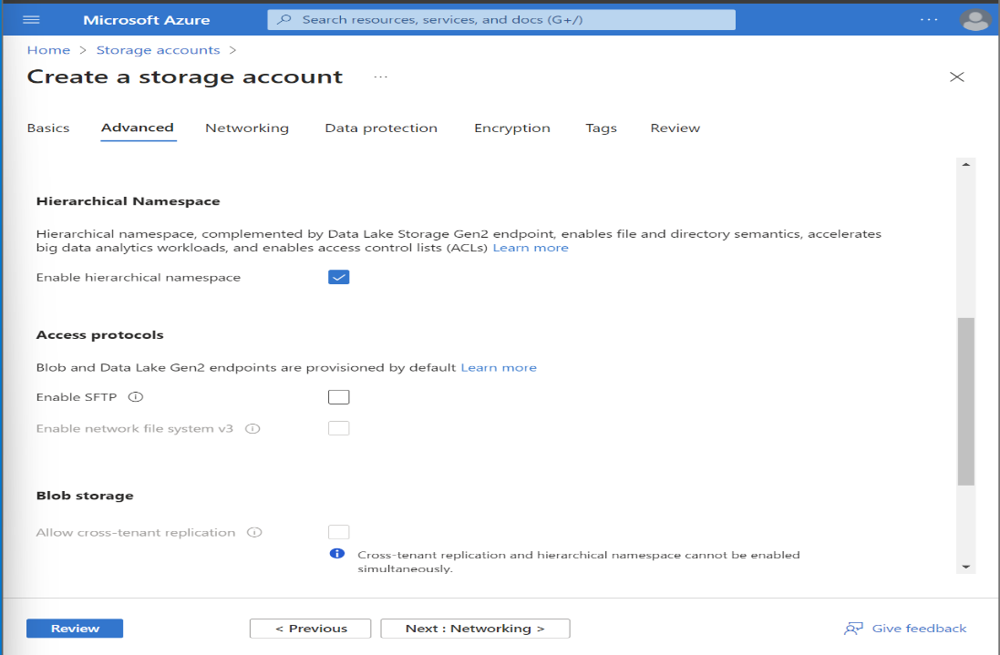 Microsoft Azure
Search resources, services, and docs (G+/)
...
Home > Storage accounts >
Create a storage account ...
Basics Advanced Networking Data protection Encryption Tags Review
Hierarchical Namespace
Hierarchical namespace, complemented by Data Lake Storage Gen2 endpoint, enables file and directory semantics, accelerates
big data analytics workloads, and enables access control lists (ACLs) Learn more
Enable hierarchical namespace
Access protocols
Blob and Data Lake Gen2 endpoints are provisioned by default Learn more
Enable SFTP
Enable network file system v3
Blob storage
Allow cross-tenant replication
Cross-tenant replication and hierarchical namespace cannot be enabled
simultaneously.
Review < Previous Next : Networking > Give feedback